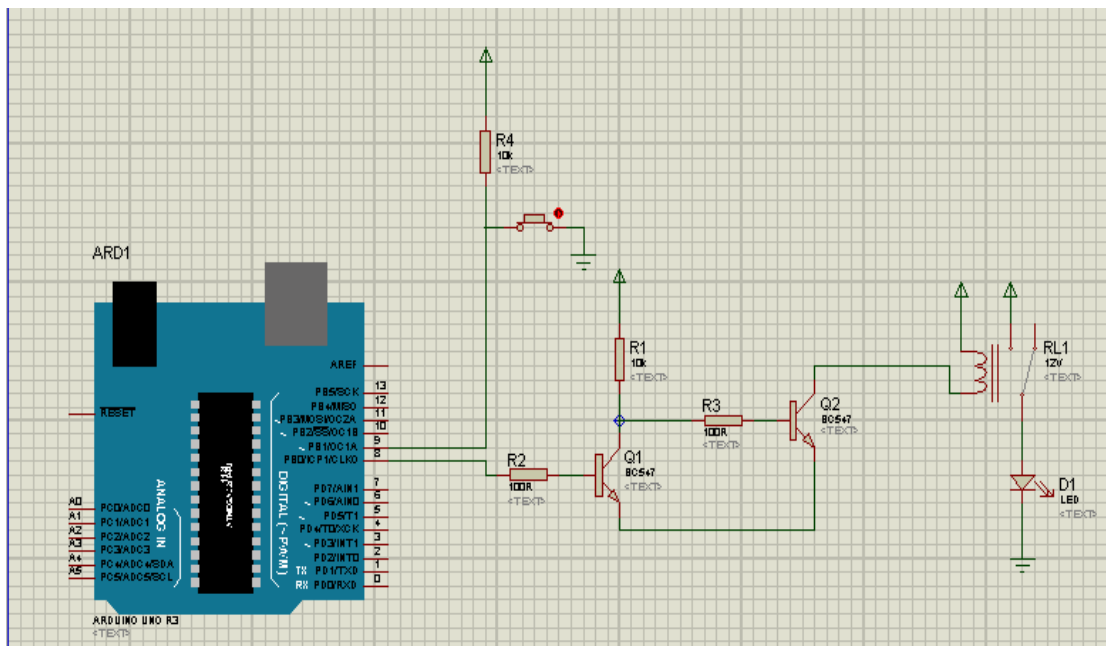 R4
10k
<TEXT>
ARD1
R1
10k
<TEXT>
RL1
12V
<TEXT>
AREF
PB5/SCK 13
RESET
PB4/MISO 12
~ PB3/MOSI/OC2A 11
~ PB2/SS/OC1B 10
~ PB1/OC1A 9
PB0/ICP1/CLKO 8
R3
100R
<TEXT>
Q2
BC547
<TEXT>
R2
100R
<TEXT>
Q1
BC547
<TEXT>
D1
LED
<TEXT>
ANALOG IN
DIGITAL (~PWM)
PD7/AIN1 7
~ PD6/AIN0 6
~ PD5/T1 5
PD4/T0/XCK 4
~ PD3/INT1 3
PD2/INT0 2
TX PD1/TXD 1
RX PD0/RXD 0
A0 PC0/ADC0
A1 PC1/ADC1
A2 PC2/ADC2
A3 PC3/ADC3
A4 PC4/ADC4/SDA
A5 PC5/ADC5/SCL
ARDUINO UNO R3
<TEXT>